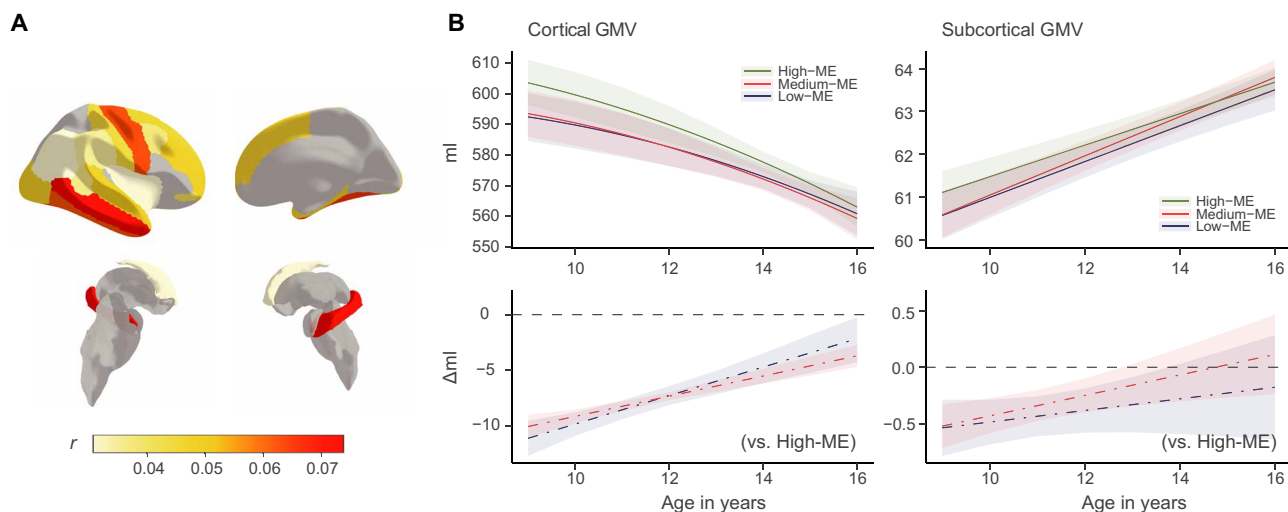 A
B
Cortical GMV
Subcortical GMV
610
600
590
580
570
560
550
ml
High−ME
Medium−ME
Low−ME
10
12
14
16
64
63
62
61
60
High−ME
Medium−ME
Low−ME
10
12
14
16
0
−5
−10
Δml
(vs. High-ME)
10
12
14
16
Age in years
0.5
0.0
−0.5
(vs. High-ME)
10
12
14
16
Age in years
r
0.04
0.05
0.06
0.07